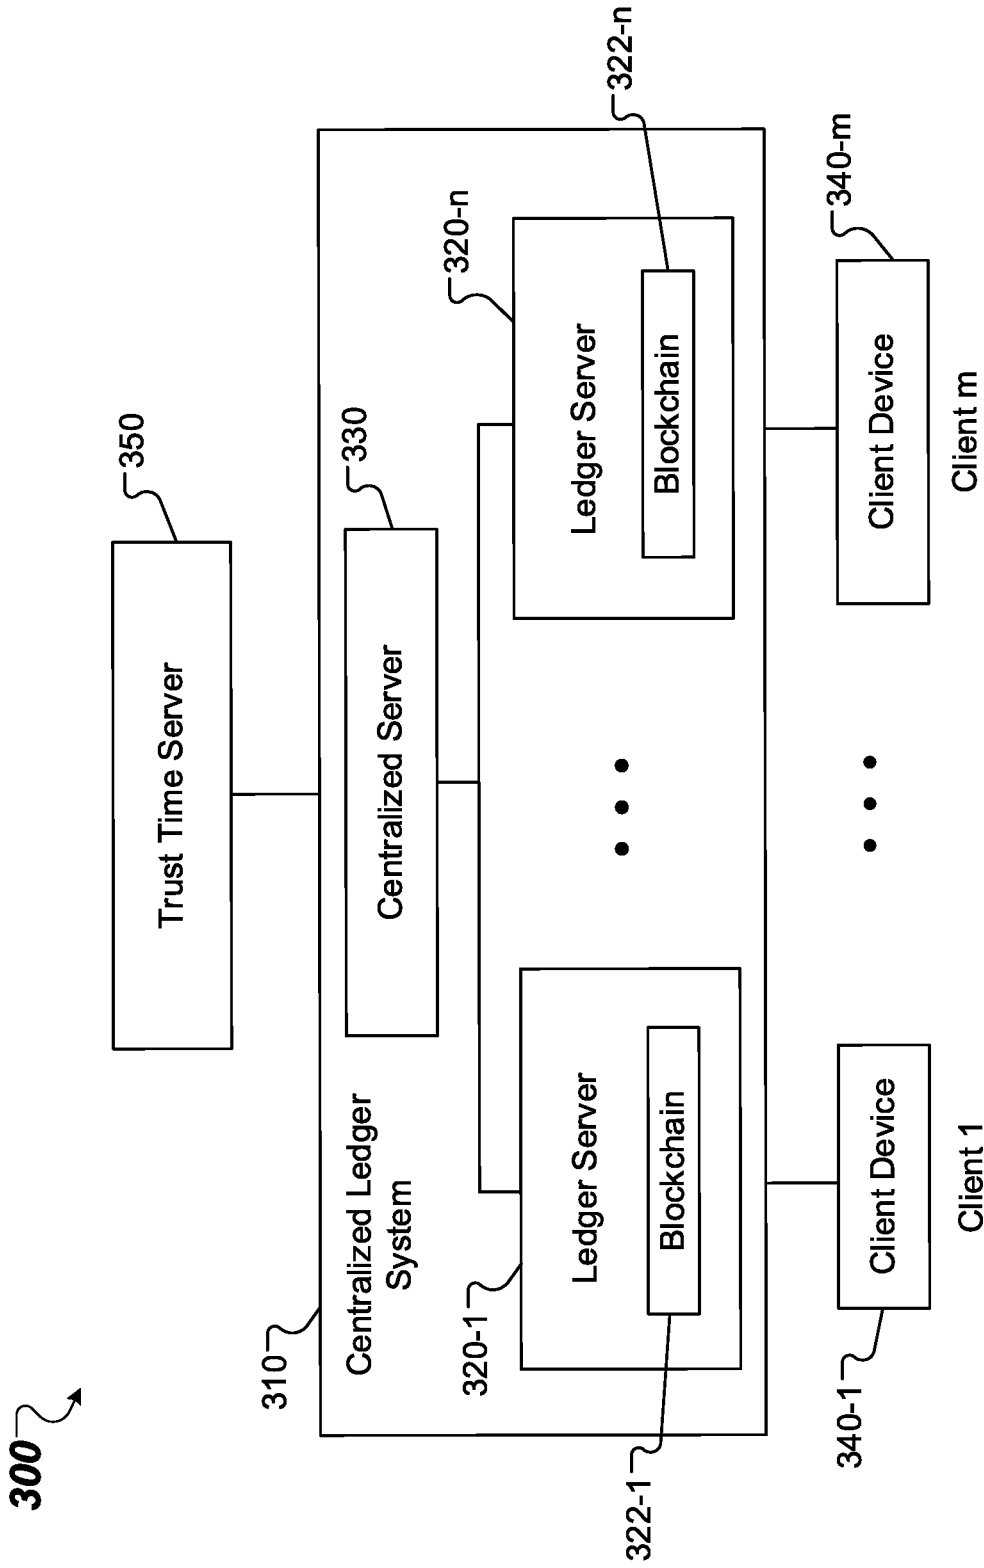 300
350
Trust Time Server
310
Centralized Ledger
System
Centralized Server
330
320-1
Ledger Server
Blockchain
322-1
320-n
Ledger Server
Blockchain
322-n
340-1
Client Device
Client 1
340-m
Client Device
Client m